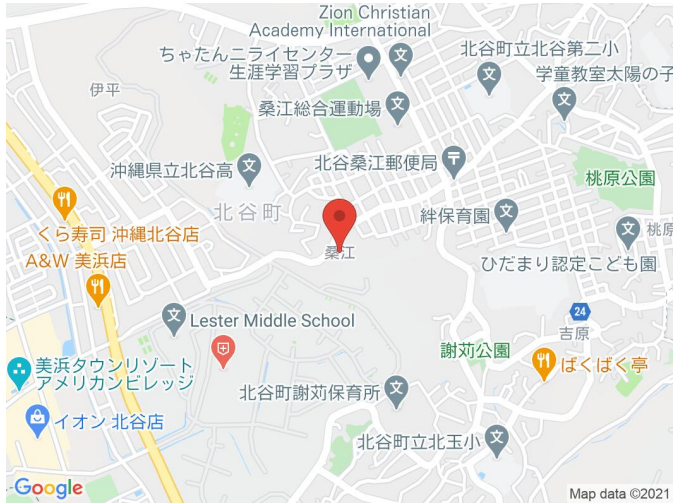 Zion Christian
Academy International
ちゃたんニライセンター
生涯学習プラザ
北谷町立北谷第二小
学童教室太陽の子
伊平
桑江総合運動場
沖縄県立北谷高
北谷桑江郵便局
桃原公園
北谷町
絆保育園
くら寿司 沖縄北谷店
桃原
桑江
A&W 美浜店
ひだまり認定こども園
24
Lester Middle School
吉原
謝苅公園
美浜タウンリゾート
アメリカンビレッジ
ぱくぱく亭
北谷町謝苅保育所
イオン 北谷店
北谷町立北玉小
Google
Map data ©2021